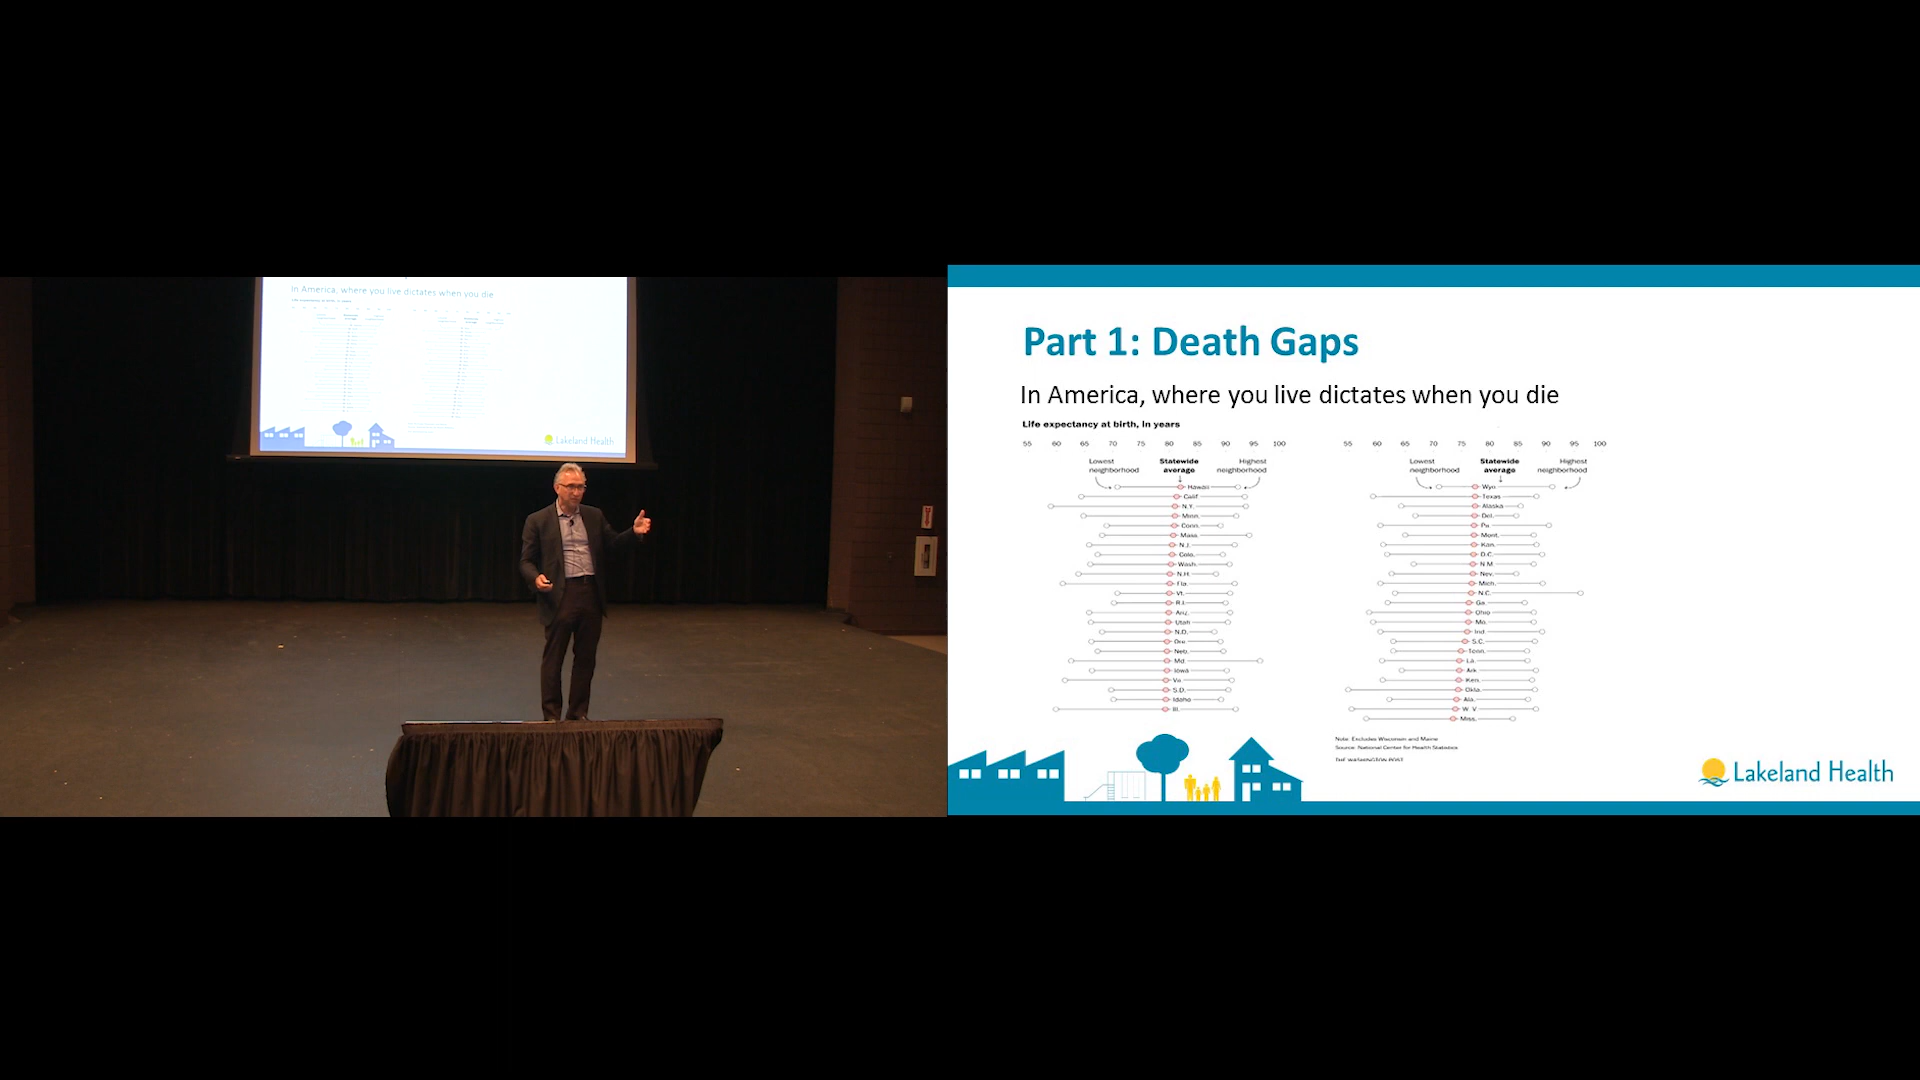 In America, where you live dictates when you die
Lakeland Health
Part 1: Death Gaps
In America, where you live dictates when you die
Life expectancy at birth, in years
55 60 65 70 75 80 85 90 95 100
55 60 65 70 75 80 85 90 95 100
Lowest neighborhood
Statewide average
Highest neighborhood
Lowest neighborhood
Statewide average
Highest neighborhood
Hawaii
Calif.
N.Y.
Minn.
Conn.
Mass.
N.J.
Colo.
Wash.
N.H.
Fla.
Vt.
R.I.
Ariz.
Utah
N.D.
Ore.
Neb.
Md.
Iowa
Va.
S.D.
Idaho
Ill.
Wyo.
Texas
Alaska
Del.
Pa.
Mont.
Kan.
D.C.
N.M.
Nev.
Mich.
N.C.
Ga.
Ohio
Mo.
Ind.
S.C.
Tenn.
La.
Ark.
Ken.
Okla.
Ala.
W. V
Miss.
Note: Excludes Wisconsin and Maine
Source: National Center for Health Statistics
THE WASHINGTON POST
Lakeland Health